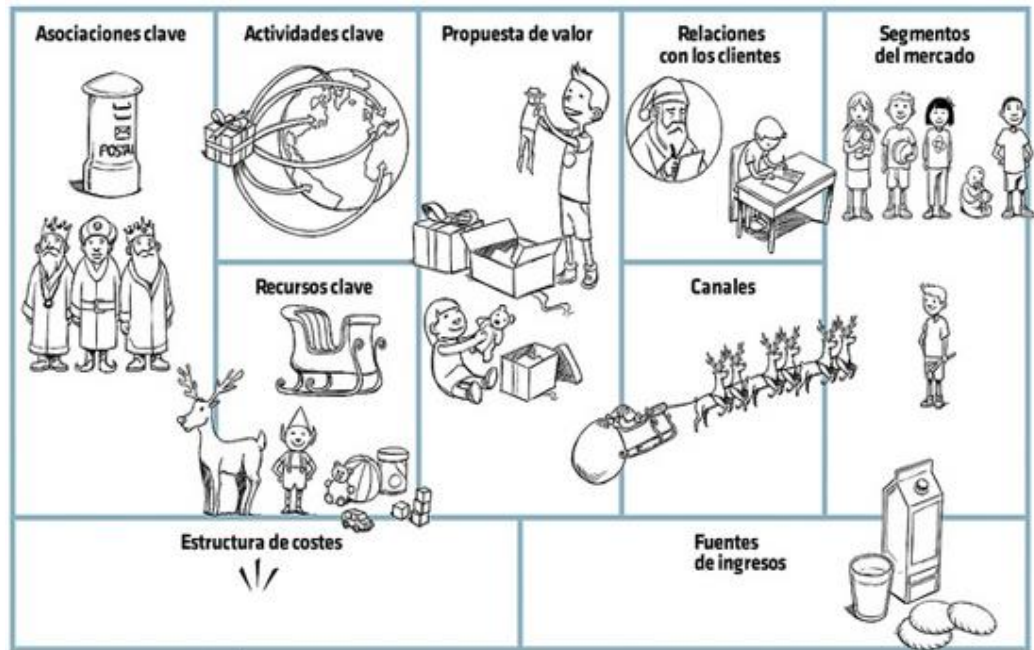 Asociaciones clave
POSTAL
Actividades clave
Recursos clave
Propuesta de valor
Relaciones
con los clientes
Canales
Segmentos
del mercado
Estructura de costes
Fuentes
de ingresos